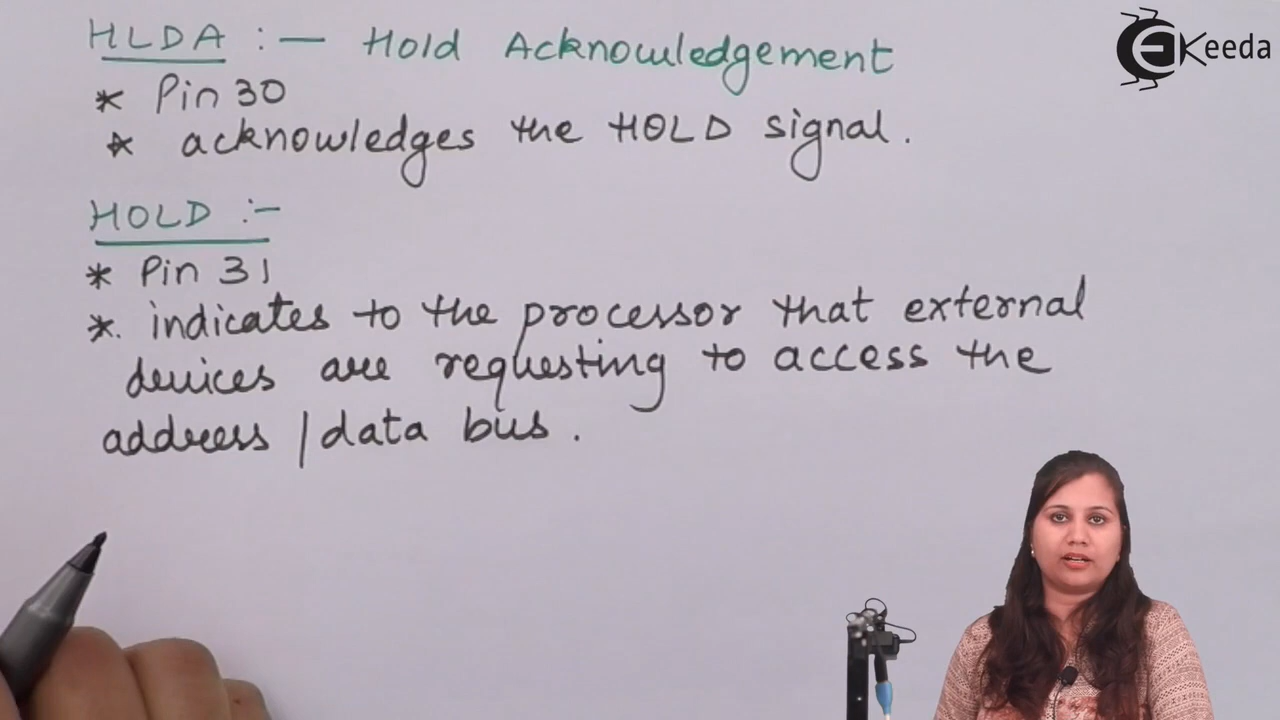 HLDA :— Hold Acknowledgement
* Pin 30
* acknowledges the HOLD signal.
HOLD :-
* Pin 31
*. indicates to the processor that external
devices are requesting to access the
address / data bus.
EKeeda